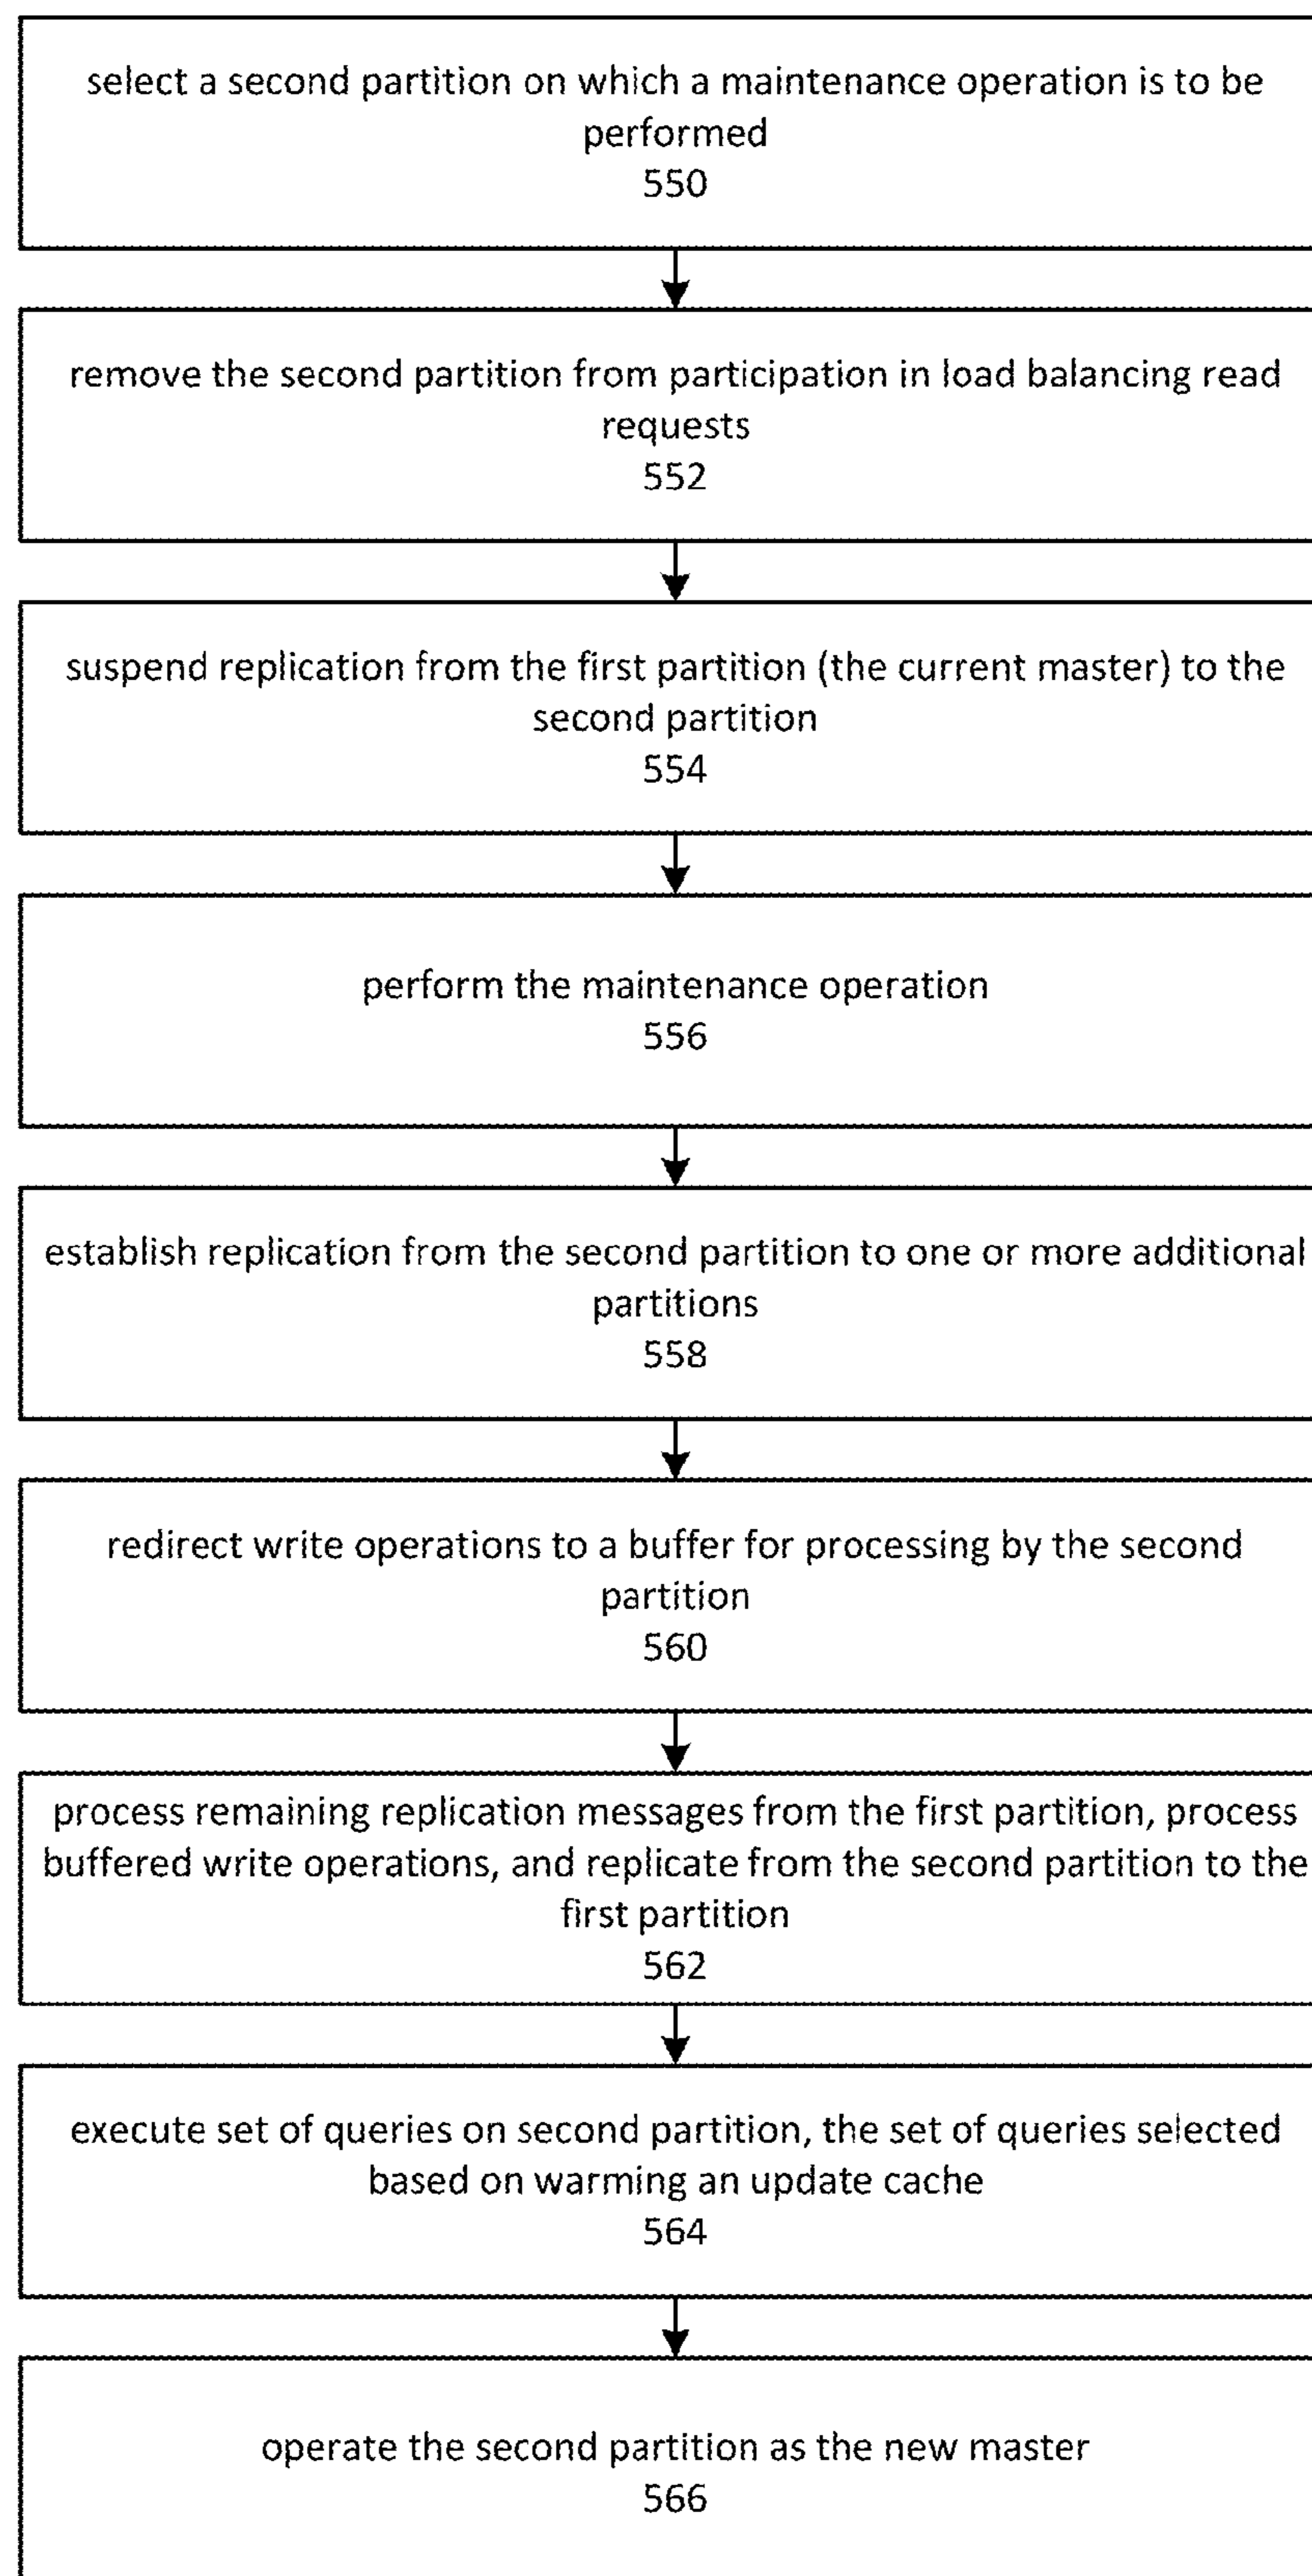 select a second partition on which a maintenance operation is to be
performed
550
remove the second partition from participation in load balancing read
requests
552
suspend replication from the first partition (the current master) to the
second partition
554
perform the maintenance operation
556
establish replication from the second partition to one or more additional
partitions
558
redirect write operations to a buffer for processing by the second
partition
560
process remaining replication messages from the first partition, process
buffered write operations, and replicate from the second partition to the
first partition
562
execute set of queries on second partition, the set of queries selected
based on warming an update cache
564
operate the second partition as the new master
566